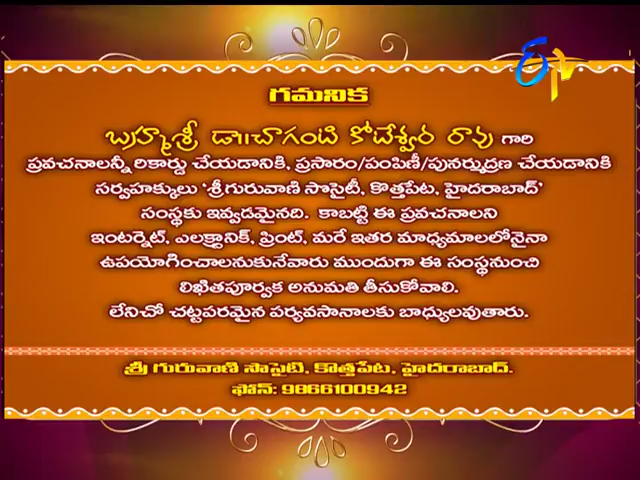 ఈ టీవి
గమనిక
బ్రహ్మశ్రీ డా॥చాగంటి కోటేశ్వర రావు గారి
ప్రవచనాలన్నీ రికార్డు చేయడానికి, ప్రసారం/పంపిణీ/పునర్ముద్రణ చేయడానికి
సర్వహక్కులు ‘శ్రీ గురువాణి సొసైటీ, కొత్తపేట, హైదరాబాద్’
సంస్థకు ఇవ్వడమైనది. కాబట్టి ఈ ప్రవచనాలని
ఇంటర్నెట్, ఎలక్ట్రానిక్, ప్రింట్, మరే ఇతర మాధ్యమాలలోనైనా
ఉపయోగించాలనుకునేవారు ముందుగా ఈ సంస్థనుంచి
లిఖితపూర్వక అనుమతి తీసుకోవాలి.
లేనిచో చట్టపరమైన పర్యవసానాలకు బాధ్యులవుతారు.
శ్రీ గురువాణి సొసైటి, కొత్తపేట, హైదరాబాద్.
ఫోన్: 9866100942